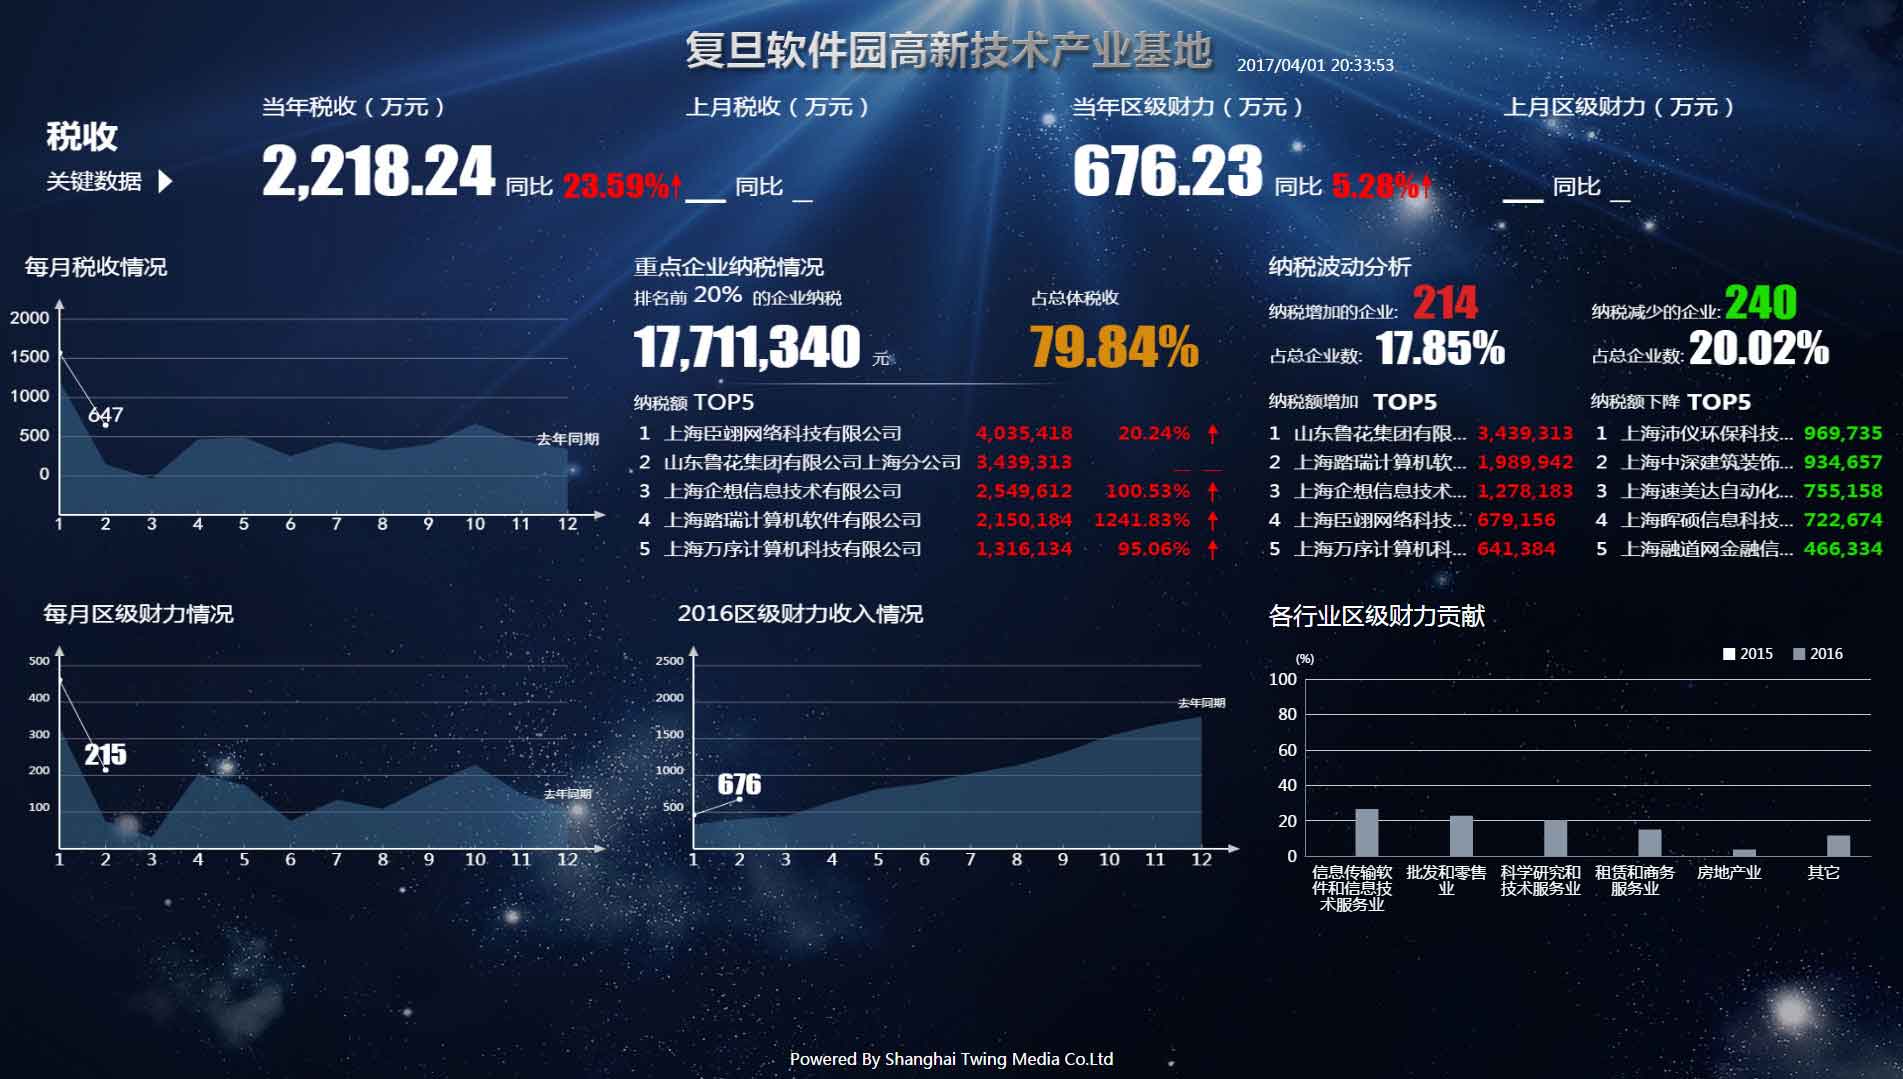 复旦软件园高新技术产业基地
2017/04/01 20:33:53
税收
关键数据
当年税收（万元）
2,218.24 同比 23.59%
上月税收（万元）
__ 同比 _
当年区级财力（万元）
676.23 同比 5.28%
上月区级财力（万元）
__ 同比 _
每月税收情况
2000
1500
1000
500
0
647
去年同期
1 2 3 4 5 6 7 8 9 10 11 12
重点企业纳税情况
排名前 20% 的企业纳税
17,711,340 元
占总体税收
79.84%
纳税额 TOP5
1 上海臣翊网络科技有限公司 4,035,418 20.24%
2 山东鲁花集团有限公司上海分公司 3,439,313 _ _
3 上海企想信息技术有限公司 2,549,612 100.53%
4 上海踏瑞计算机软件有限公司 2,150,184 1241.83%
5 上海万序计算机科技有限公司 1,316,134 95.06%
纳税波动分析
纳税增加的企业: 214
占总企业数: 17.85%
纳税减少的企业: 240
占总企业数: 20.02%
纳税额增加 TOP5
1 山东鲁花集团有限... 3,439,313
2 上海踏瑞计算机软... 1,989,942
3 上海企想信息技术... 1,278,183
4 上海臣翊网络科技... 679,156
5 上海万序计算机科... 641,384
纳税额下降 TOP5
1 上海沛仪环保科技... 969,735
2 上海中深建筑装饰... 934,657
3 上海速美达自动化... 755,158
4 上海晖硕信息科技... 722,674
5 上海融道网金融信... 466,334
每月区级财力情况
500
400
300
200
100
215
去年同期
1 2 3 4 5 6 7 8 9 10 11 12
2016区级财力收入情况
2500
2000
1500
1000
500
676
去年同期
1 2 3 4 5 6 7 8 9 10 11 12
各行业区级财力贡献
2015 2016
(%)
100
80
60
40
20
0
信息传输软
件和信息技
术服务业
批发和零售
业
科学研究和
技术服务业
租赁和商务
服务业
房地产业
其它
Powered By Shanghai Twing Media Co.Ltd